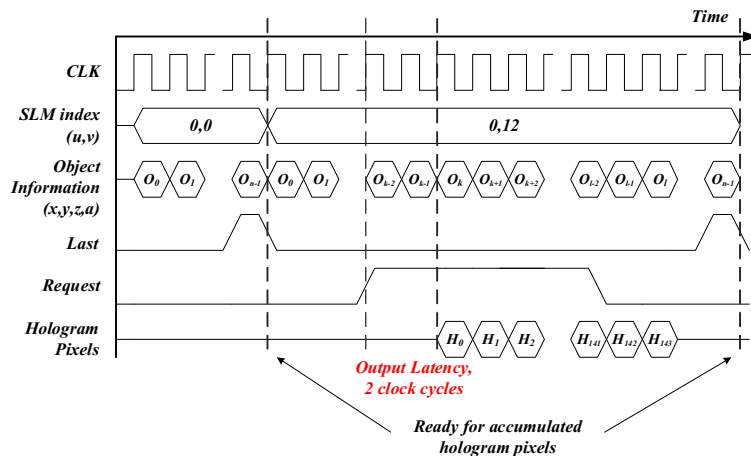 Time
CLK
SLM index
(u,v)
0,0
0,12
Object
Information
(x,y,z,a)
O0 O1 On-1 O0 O1 Ok-2 Ok-1 Ok Ok+1 Ok+2 Ol-2 Ol-1 Ol On-1
Last
Request
Hologram
Pixels
H0 H1 H2 H141 H142 H143
Output Latency,
2 clock cycles
Ready for accumulated
hologram pixels